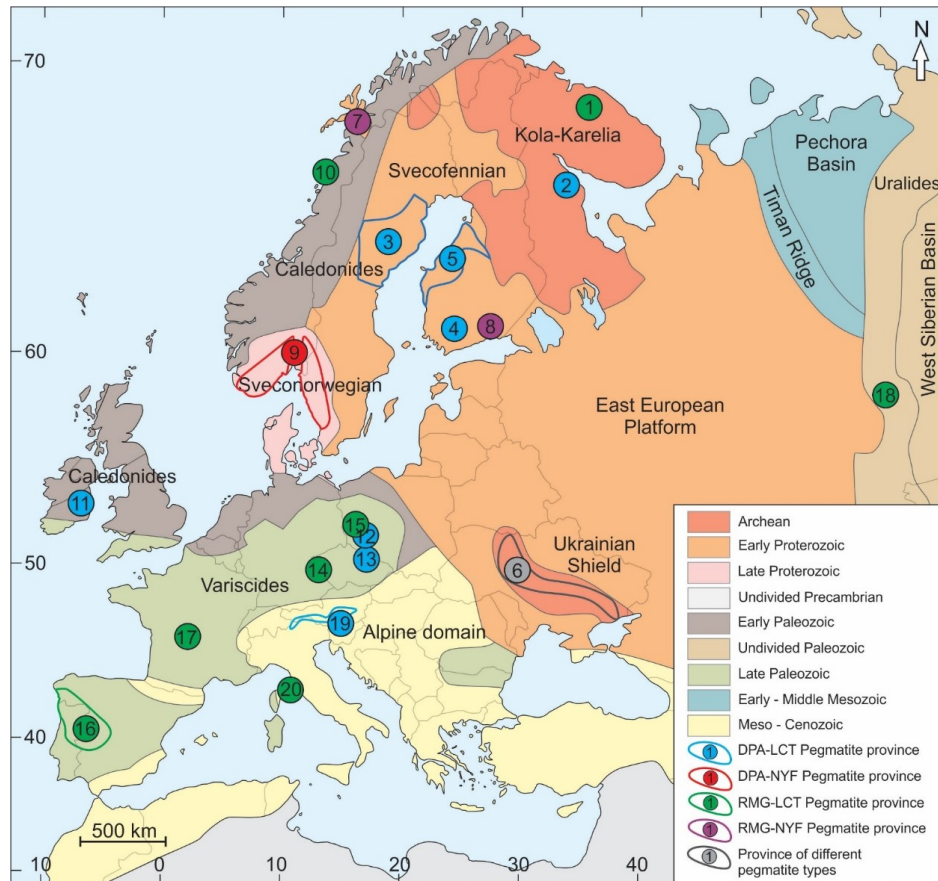 N
70
60
50
40
10
0
10
20
30
40
1
Kola-Karelia
7
Pechora
Basin
10
Svecofennian
2
Uralides
Timan Ridge
3
5
Caledonides
West Siberian Basin
4
8
9
Sveconorwegian
18
East European
Platform
Caledonides
11
15
12
13
14
Ukrainian
Shield
6
Variscides
19
Alpine domain
17
20
16
500 km
Archean
Early Proterozoic
Late Proterozoic
Undivided Precambrian
Early Paleozoic
Undivided Paleozoic
Late Paleozoic
Early - Middle Mesozoic
Meso - Cenozoic
1 DPA-LCT Pegmatite province
1 DPA-NYF Pegmatite province
1 RMG-LCT Pegmatite province
1 RMG-NYF Pegmatite province
1 Province of different
pegmatite types